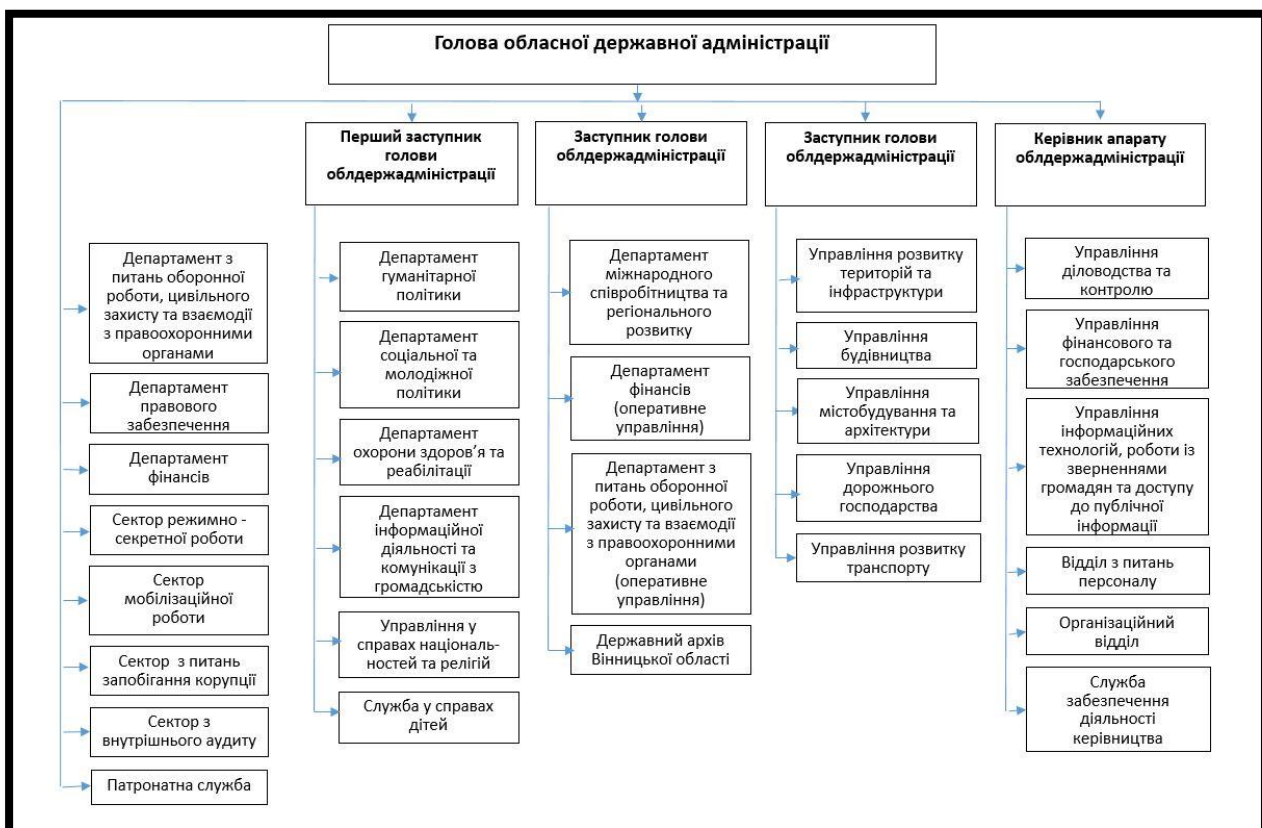 Голова обласної державної адміністрації
Перший заступник
голови
облдержадміністрації
Заступник голови
облдержадміністрації
Заступник голови
облдержадміністрації
Керівник апарату
облдержадміністрації
Департамент з
питань оборонної
роботи, цивільного
захисту та взаємодії
з правоохоронними
органами
Департамент
правового
забезпечення
Департамент
фінансів
Сектор режимно -
секретної роботи
Сектор
мобілізаційної
роботи
Сектор з питань
запобігання корупції
Сектор з
внутрішнього аудиту
Патронатна служба
Департамент
гуманітарної
політики
Департамент
соціальної та
молодіжної
політики
Департамент
охорони здоров’я та
реабілітації
Департамент
інформаційної
діяльності та
комунікації з
громадськістю
Управління у
справах національ-
ностей та релігій
Служба у справах
дітей
Департамент
міжнародного
співробітництва та
регіонального
розвитку
Департамент
фінансів
(оперативне
управління)
Департамент з
питань оборонної
роботи, цивільного
захисту та взаємодії
з правоохоронними
органами
(оперативне
управління)
Державний архів
Вінницької області
Управління розвитку
територій та
інфраструктури
Управління
будівництва
Управління
містобудування та
архітектури
Управління
дорожнього
господарства
Управління розвитку
транспорту
Управління
діловодства та
контролю
Управління
фінансового та
господарського
забезпечення
Управління
інформаційних
технологій, роботи із
зверненнями
громадян та доступу
до публічної
інформації
Відділ з питань
персоналу
Організаційний
відділ
Служба
забезпечення
діяльності
керівництва